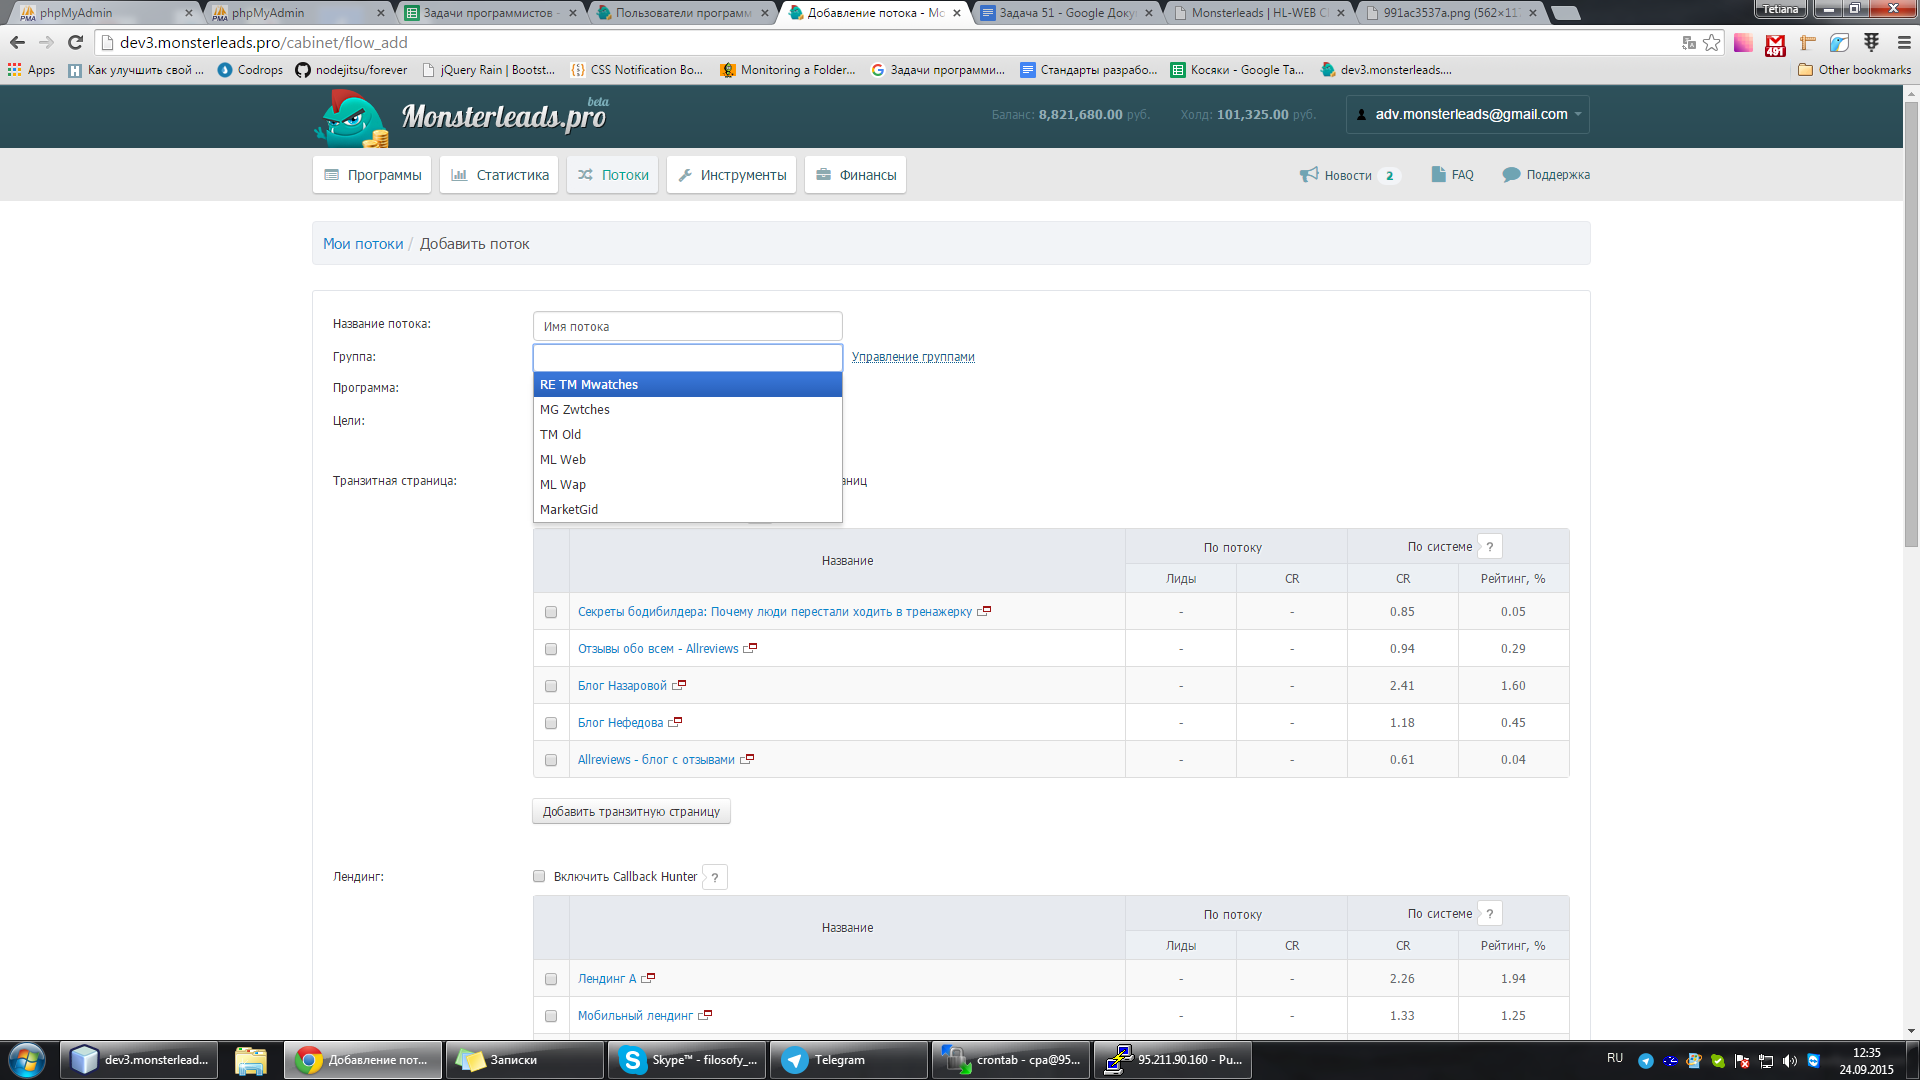 phpMyAdmin
phpMyAdmin
Задачи программистов -
Пользователи программ
Добавление потока - Мо
Задача 51 - Google Доку
Monsterleads | HL-WEB C
991ac3537a.png (562×117
Tetiana
dev3.monsterleads.pro/cabinet/flow_add
491
Apps
Как улучшить свой ...
Codrops
nodejitsu/forever
jQuery Rain | Bootst...
CSS Notification Bo...
Monitoring a Folder...
Задачи программи...
Стандарты разрабо...
Косяки - Google Та...
dev3.monsterleads....
Other bookmarks
Monsterleads.pro beta
Баланс: 8,821,680.00 руб.
Холд: 101,325.00 руб.
adv.monsterleads@gmail.com
Программы
Статистика
Потоки
Инструменты
Финансы
Новости 2
FAQ
Поддержка
Мои потоки / Добавить поток
Название потока:
Имя потока
Группа:
Управление группами
RE TM Mwatches
Программа:
MG Zwtches
Цели:
TM Old
ML Web
Транзитная страница:
ML Wap
аниц
MarketGid
Название
По потоку
По системе ?
Лиды
CR
CR
Рейтинг, %
Секреты бодибилдера: Почему люди перестали ходить в тренажерку - - 0.85 0.05
Отзывы обо всем - Allreviews - - 0.94 0.29
Блог Назаровой - - 2.41 1.60
Блог Нефедова - - 1.18 0.45
Allreviews - блог с отзывами - - 0.61 0.04
Добавить транзитную страницу
Лендинг:
Включить Callback Hunter ?
Название
По потоку
По системе ?
Лиды
CR
CR
Рейтинг, %
Лендинг А - - 2.26 1.94
Мобильный лендинг - - 1.33 1.25
dev3.monsterlead...
Добавление пот...
Записки
Skype™ - filosofy_...
Telegram
crontab - cpa@95...
95.211.90.160 - Pu...
RU
12:35
24.09.2015